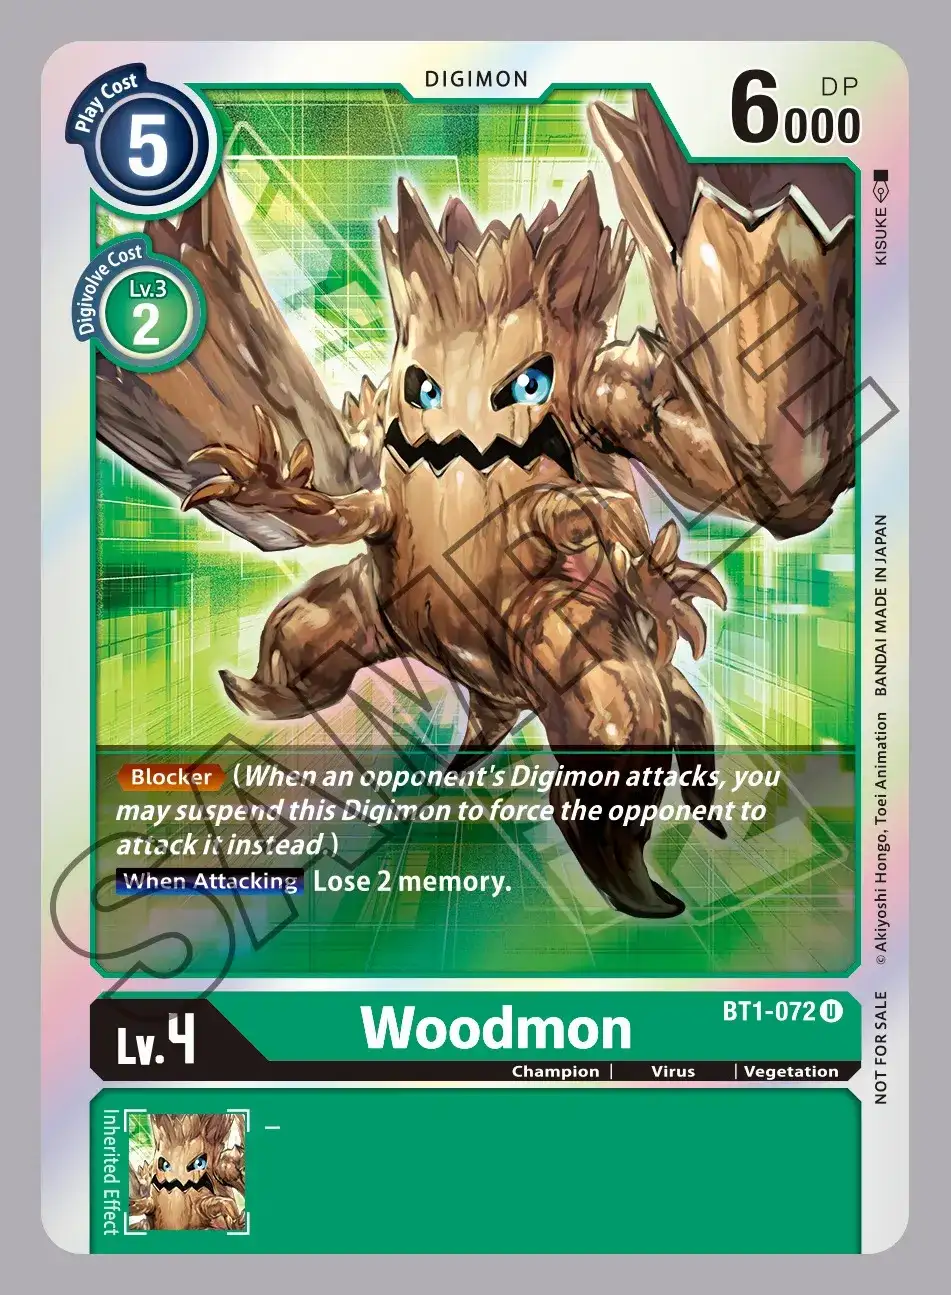 DIGIMON
Play Cost
5
DP
6000
Digivolve Cost
Lv.3
2
KISUKE
BANDAI MADE IN JAPAN
©Akiyoshi Hongo, Toei Animation
NOT FOR SALE
SAMPLE
Blocker (When an opponent's Digimon attacks, you
may suspend this Digimon to force the opponent to
attack it instead.)
When Attacking Lose 2 memory.
Lv.4
Woodmon
BT1-072 U
Champion | Virus | Vegetation
Inherited Effect
–